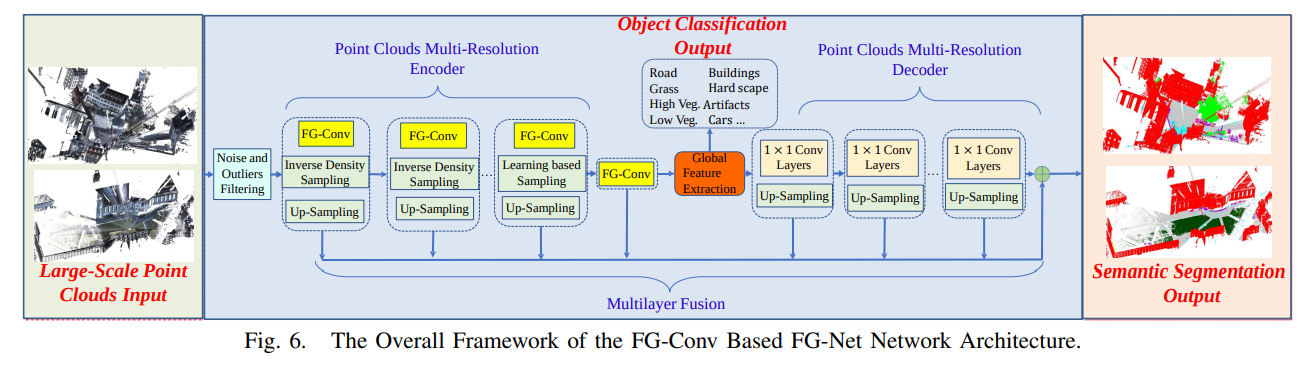 Large-Scale Point
Clouds Input
Noise and
Outliers
Filtering
Point Clouds Multi-Resolution
Encoder
FG-Conv
Inverse Density
Sampling
Up-Sampling
FG-Conv
Inverse Density
Sampling
Up-Sampling
...
FG-Conv
Learning based
Sampling
Up-Sampling
FG-Conv
Object Classification
Output
Road Buildings
Grass Hard scape
High Veg. Artifacts
Low Veg. Cars ...
Global
Feature
Extraction
Point Clouds Multi-Resolution
Decoder
1 × 1 Conv
Layers
Up-Sampling
1 × 1 Conv
Layers
Up-Sampling
...
1 × 1 Conv
Layers
Up-Sampling
Multilayer Fusion
Semantic Segmentation
Output
Fig. 6. The Overall Framework of the FG-Conv Based FG-Net Network Architecture.